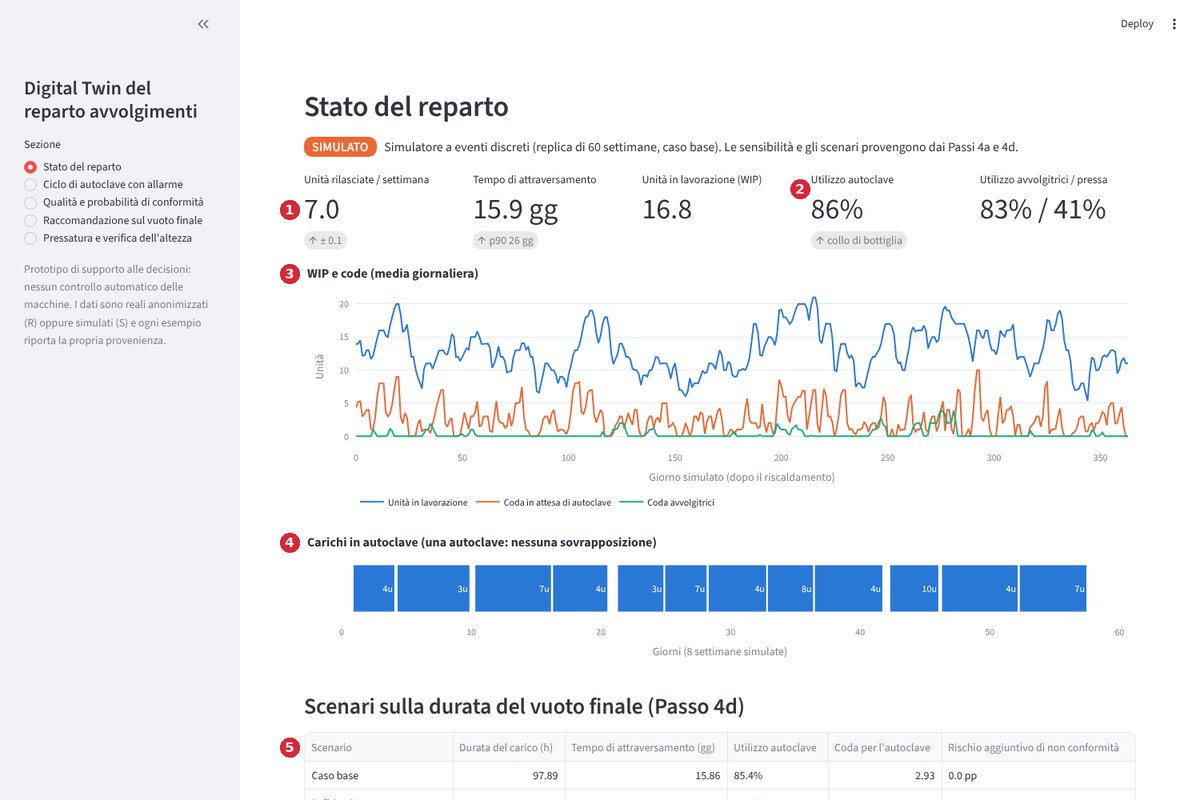 Deploy
Digital Twin del
reparto avvolgimenti
Sezione
Stato del reparto
Ciclo di autoclave con allarme
Qualità e probabilità di conformità
Raccomandazione sul vuoto finale
Pressatura e verifica dell'altezza
Prototipo di supporto alle decisioni:
nessun controllo automatico delle
macchine. I dati sono reali anonimizzati
(R) oppure simulati (S) e ogni esempio
riporta la propria provenienza.
Stato del reparto
SIMULATO Simulatore a eventi discreti (replica di 60 settimane, caso base). Le sensibilità e gli scenari provengono dai Passi 4a e 4d.
Unità rilasciate / settimana Tempo di attraversamento Unità in lavorazione (WIP) 2 Utilizzo autoclave Utilizzo avvolgitrici / pressa
1 7.0 15.9 gg 16.8 86% 83% / 41%
↑ ± 0.1 ↑ p90 26 gg ↑ collo di bottiglia
3 WIP e code (media giornaliera)
Unità
20
15
10
5
0
0 50 100 150 200 250 300 350
Giorno simulato (dopo il riscaldamento)
Unità in lavorazione Coda in attesa di autoclave Coda avvolgitrici
4 Carichi in autoclave (una autoclave: nessuna sovrapposizione)
4u 3u 7u 4u 3u 7u 4u 8u 4u 10u 4u 7u
0 10 20 30 40 50 60
Giorni (8 settimane simulate)
Scenari sulla durata del vuoto finale (Passo 4d)
5 Scenario Durata del carico (h) Tempo di attraversamento (gg) Utilizzo autoclave Coda per l'autoclave Rischio aggiuntivo di non conformità
Caso base 97.89 15.86 85.4% 2.93 0.0 pp